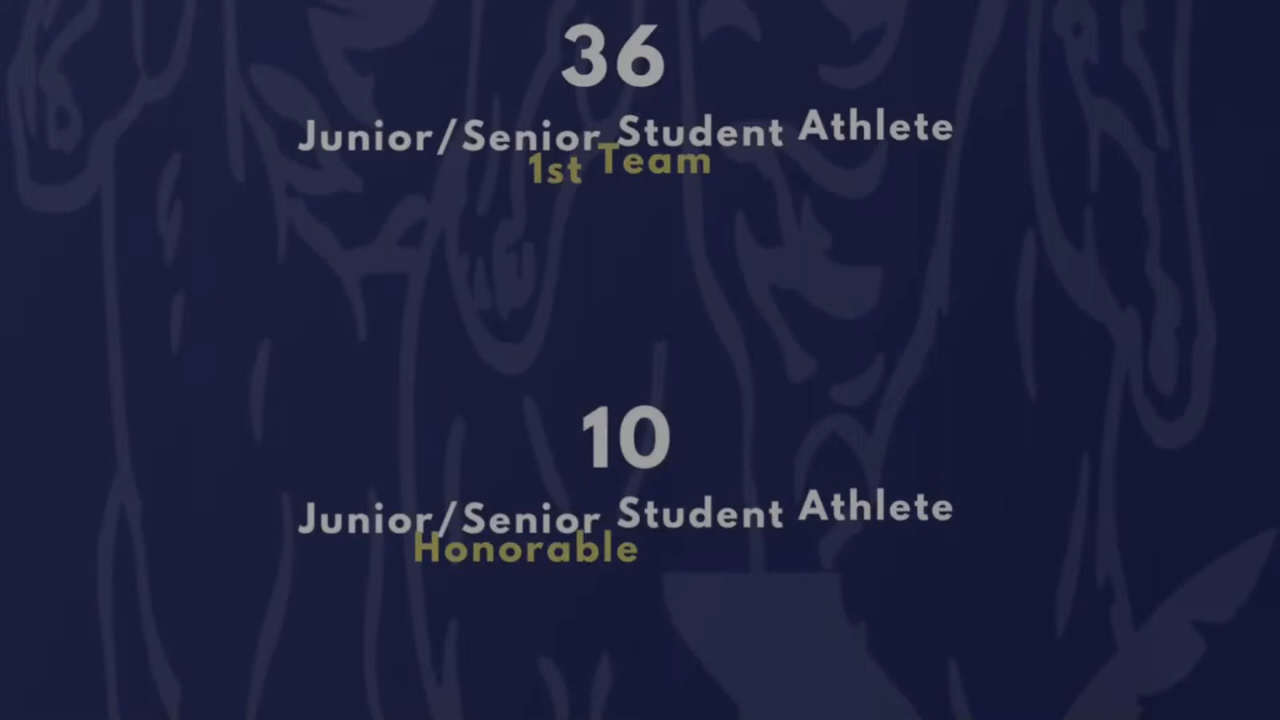 36
Junior/Senior Student Athlete
1st Team
10
Junior/Senior Student Athlete
Honorable